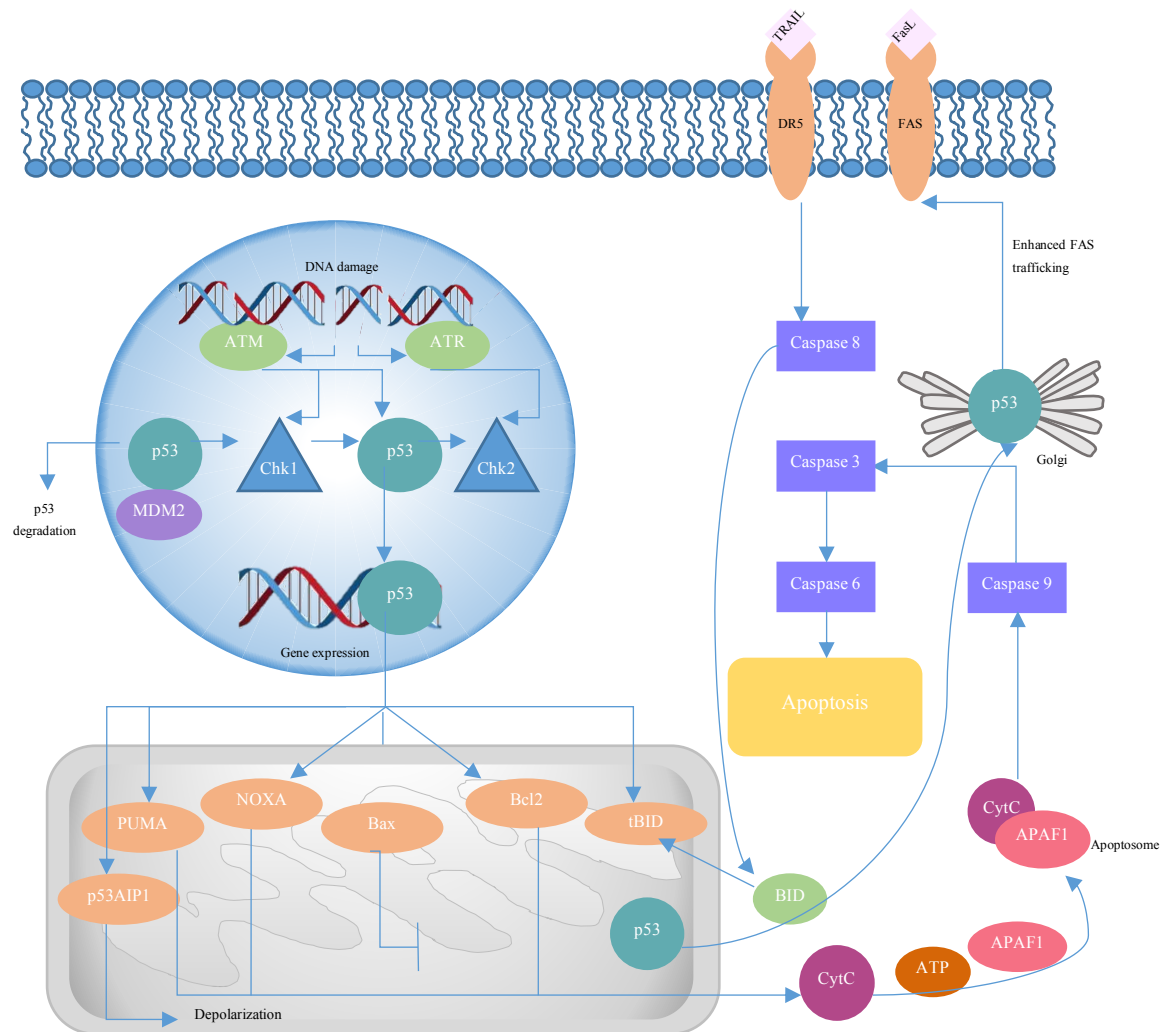 TRAIL
FasL
DR5
FAS
Enhanced FAS
trafficking
DNA damage
ATM
ATR
Caspase 8
p53
Golgi
p53
Chk1
p53
Chk2
MDM2
p53
degradation
Caspase 3
p53
Gene expression
Caspase 6
Caspase 9
Apoptosis
NOXA
Bcl2
PUMA
Bax
tBID
CytC
APAF1
Apoptosome
p53AIP1
BID
p53
APAF1
CytC
ATP
Depolarization